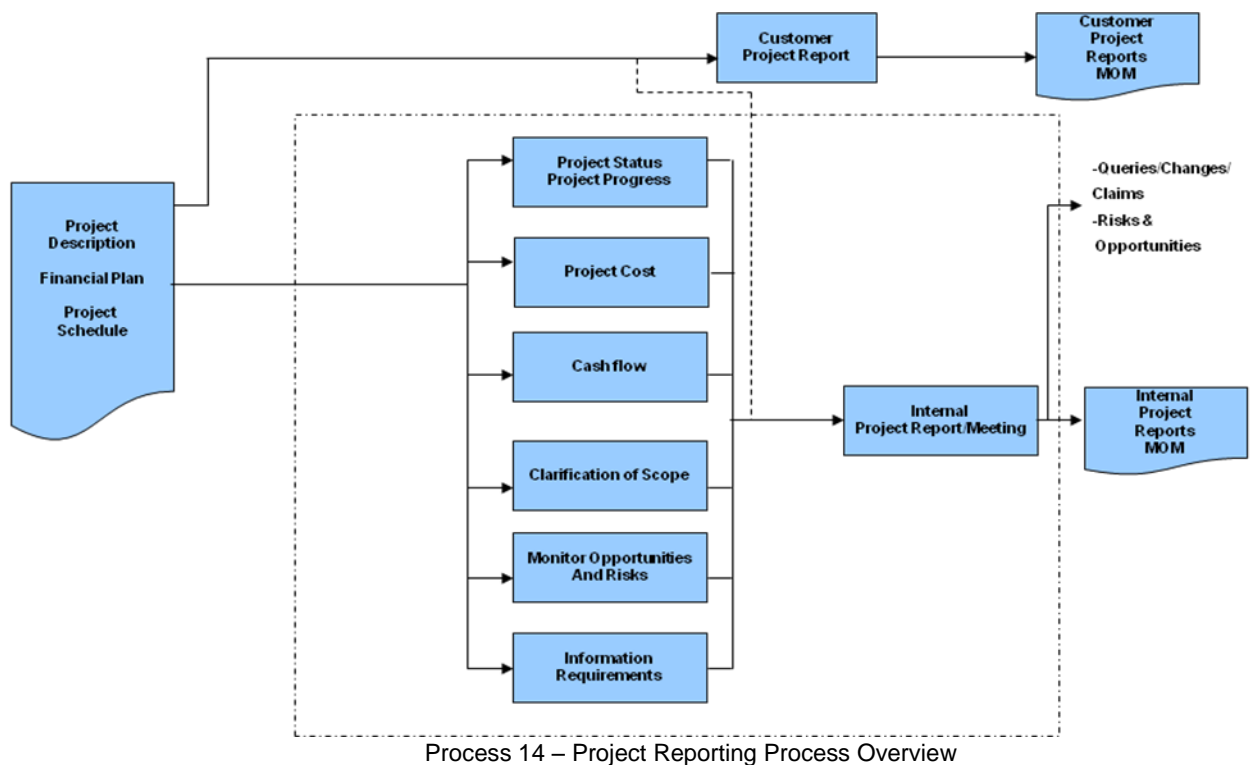 Customer
Project Report
Customer
Project
Reports
MOM
Project
Description
Financial Plan
Project
Schedule
Project Status
Project Progress
Project Cost
Cash flow
Clarification of Scope
Monitor Opportunities
And Risks
Information
Requirements
Internal
Project Report/Meeting
-Queries/Changes/
Claims
-Risks &
Opportunities
Internal
Project
Reports
MOM
Process 14 – Project Reporting Process Overview